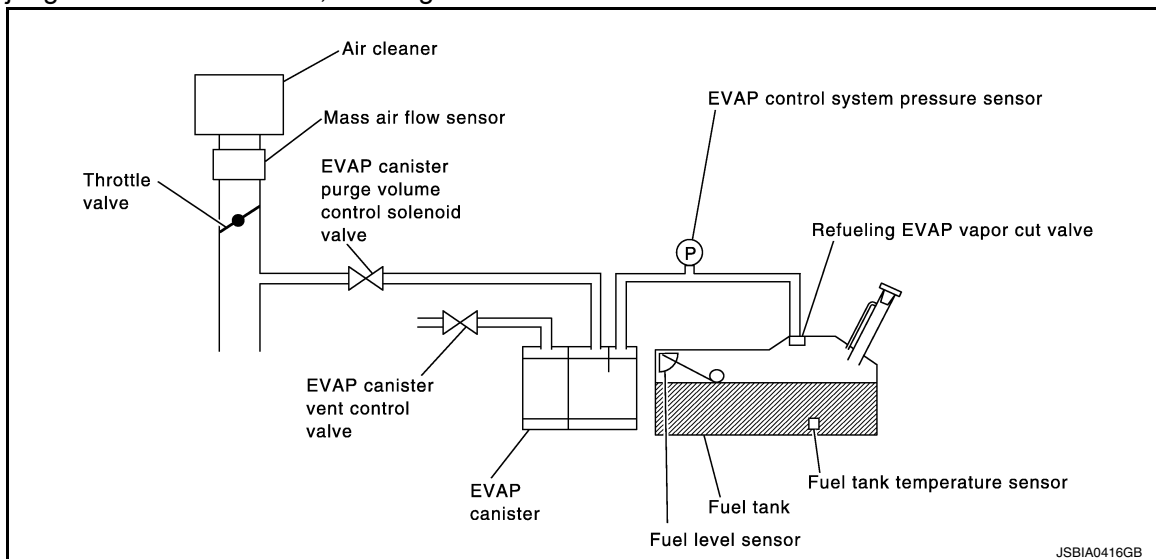 Air cleaner
EVAP control system pressure sensor
Mass air flow sensor
EVAP canister
purge volume
control solenoid
valve
Throttle
valve
Refueling EVAP vapor cut valve
P
EVAP canister
vent control
valve
EVAP
canister
Fuel tank temperature sensor
Fuel tank
Fuel level sensor
JSBIA0416GB